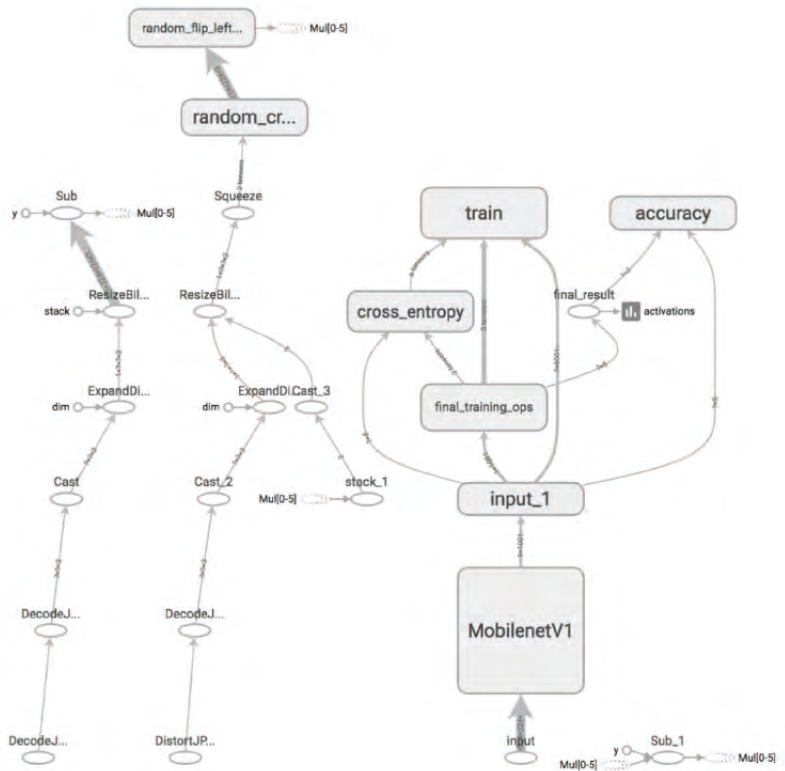 random_flip_left...
Mul[0-5]
random_cr...
2 tensors
Squeeze
Sub
y
Mul[0-5]
train
accuracy
ResizeBil...
stack
ResizeBil...
cross_entropy
final_result
activations
ExpandDi...
dim
ExpandDi.
Cast_3
dim
final_training_ops
Cast
Cast_2
Mul[0-5]
stack_1
input_1
DecodeJ...
DecodeJ...
MobilenetV1
DecodeJ...
DistortJP...
input
y
Sub_1
Mul[0-5]
Mul[0-5]